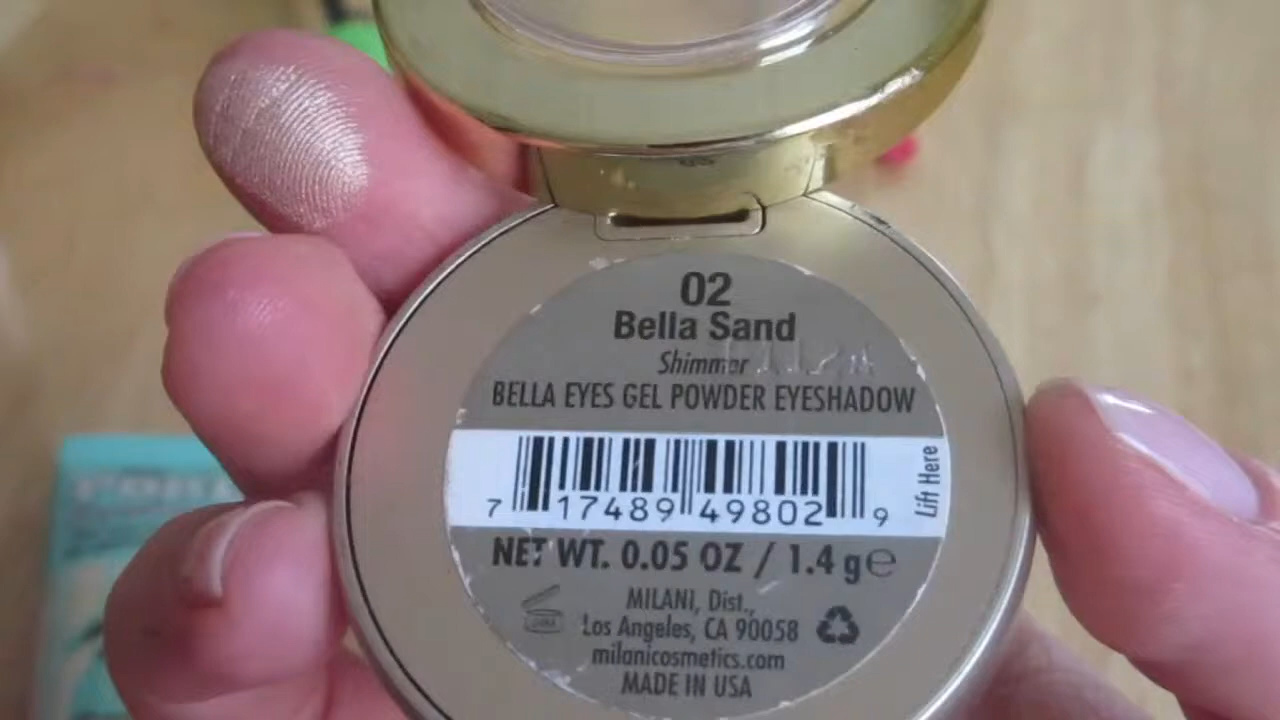 02
Bella Sand
Shimmer
BELLA EYES GEL POWDER EYESHADOW
Lift Here
7 17489 49802 9
NET WT. 0.05 OZ / 1.4 g e
MILANI, Dist.,
Los Angeles, CA 90058
milanicosmetics.com
MADE IN USA